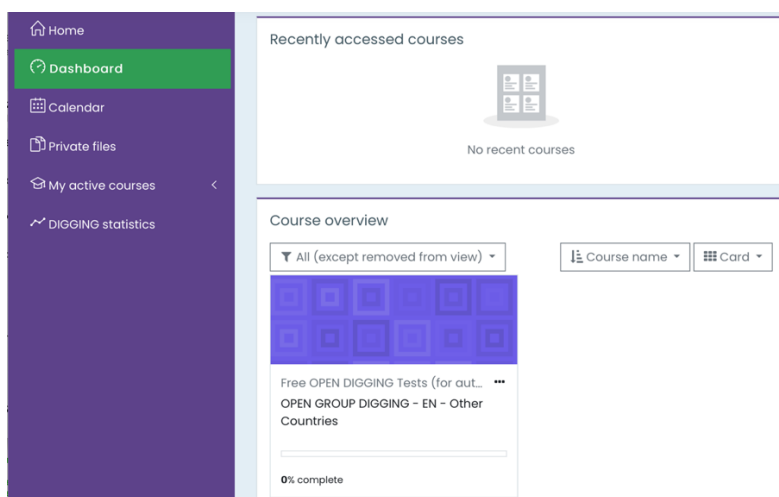 Home
Dashboard
Calendar
Private files
My active courses
DIGGING statistics
Recently accessed courses
No recent courses
Course overview
All (except removed from view)
Course name
Card
Free OPEN DIGGING Tests (for aut...
OPEN GROUP DIGGING - EN - Other
Countries
0% complete